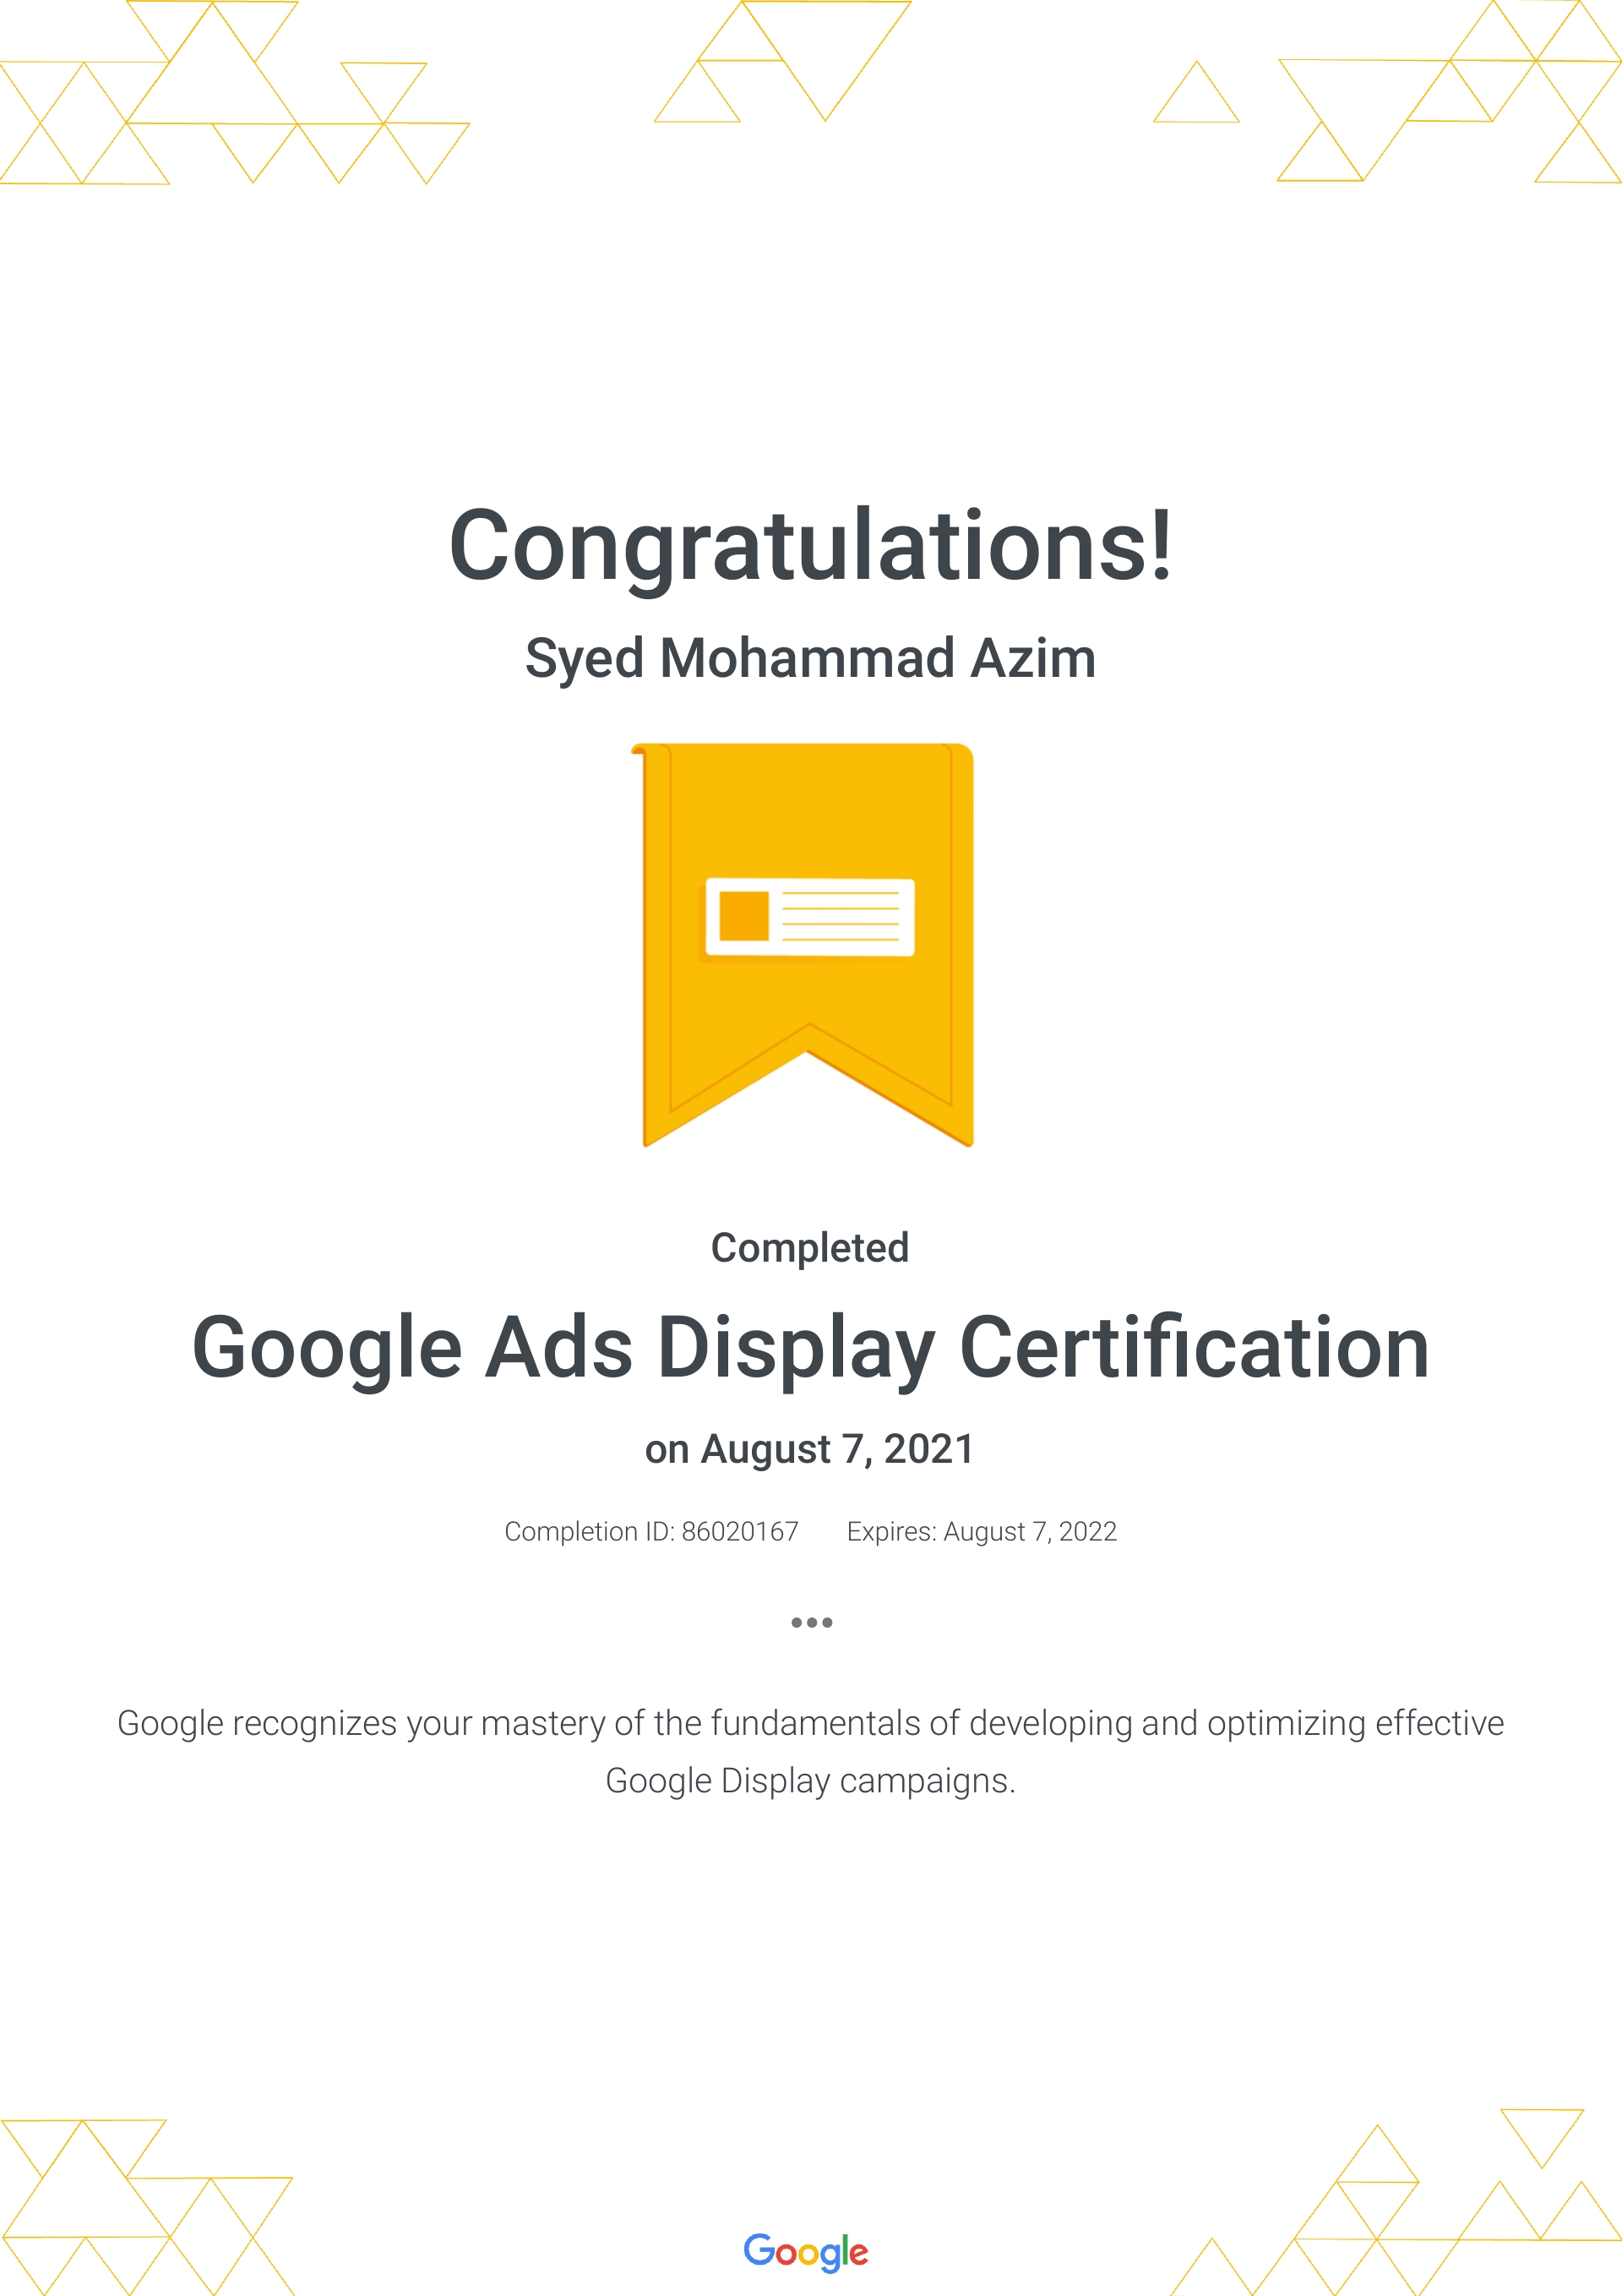 Congratulations!
Syed Mohammad Azim
Completed
Google Ads Display Certification
on August 7, 2021
Completion ID: 86020167 Expires: August 7, 2022
Google recognizes your mastery of the fundamentals of developing and optimizing effective
Google Display campaigns.
Google